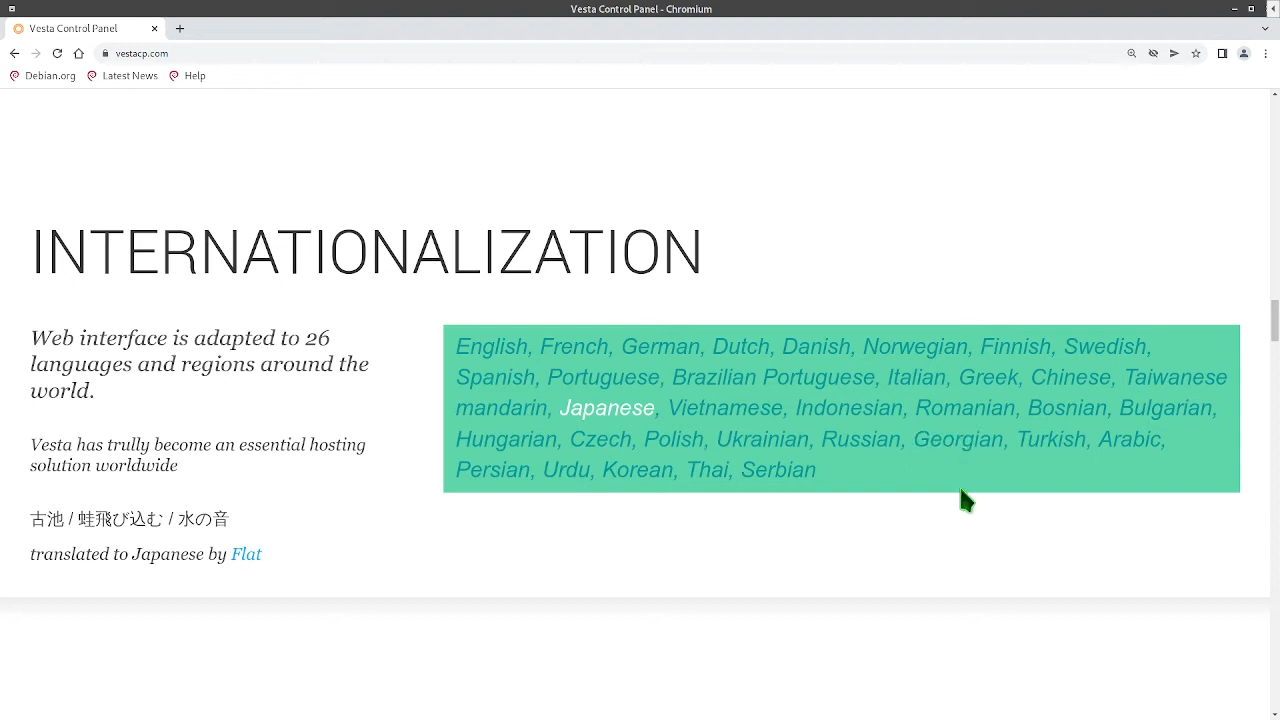 Vesta Control Panel - Chromium
Vesta Control Panel
vestacp.com
Debian.org
Latest News
Help
INTERNATIONALIZATION
Web interface is adapted to 26
languages and regions around the
world.
Vesta has trully become an essential hosting
solution worldwide
古池 / 蛙飛び込む / 水の音
translated to Japanese by Flat
English, French, German, Dutch, Danish, Norwegian, Finnish, Swedish,
Spanish, Portuguese, Brazilian Portuguese, Italian, Greek, Chinese, Taiwanese
mandarin, Japanese, Vietnamese, Indonesian, Romanian, Bosnian, Bulgarian,
Hungarian, Czech, Polish, Ukrainian, Russian, Georgian, Turkish, Arabic,
Persian, Urdu, Korean, Thai, Serbian